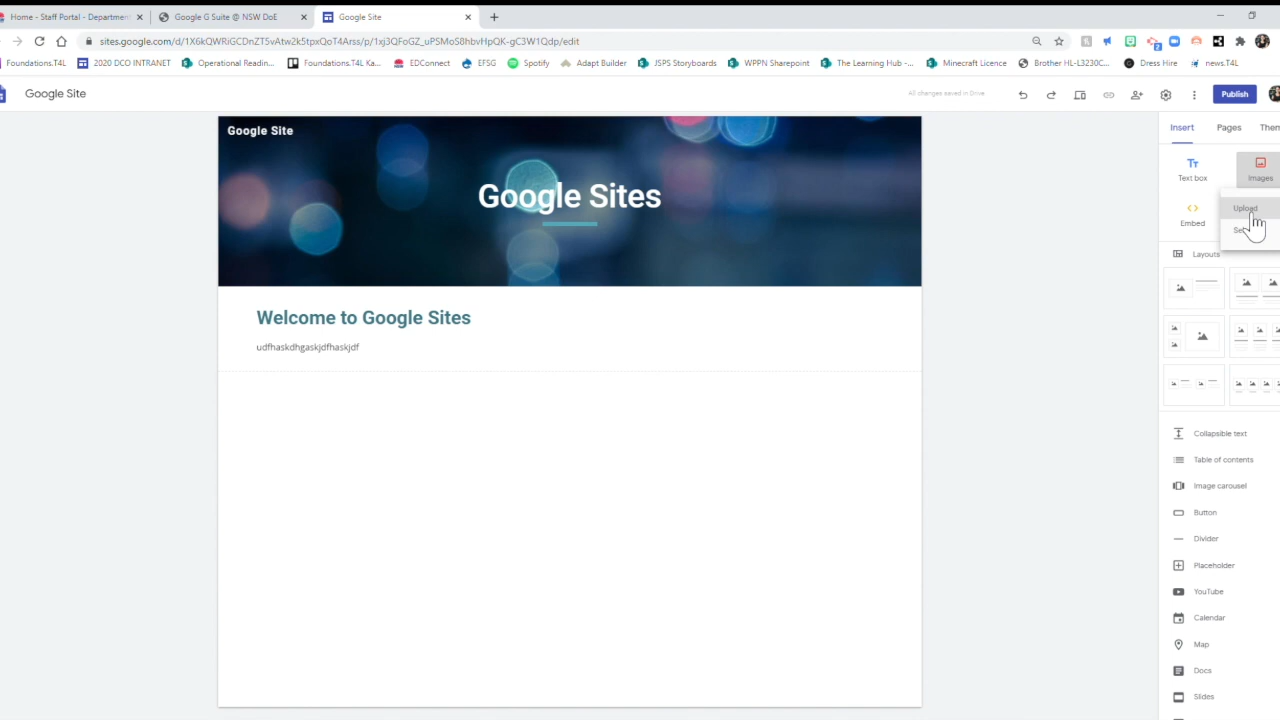 Home - Staff Portal - Departmen
Google G Suite @ NSW DoE
Google Site
sites.google.com/d/1X6kQWRiGCDnZT5vAtw2k5tpxQoT4Arss/p/1xj3QFoGZ_uPSMoS8hbvHpQK-gC3W1Qdp/edit
2
Foundations.T4L
2020 DCO INTRANET
Operational Readin...
Foundations.T4L Ka...
EDConnect
EFSG
Spotify
Adapt Builder
JSPS Storyboards
WPPN Sharepoint
The Learning Hub -...
Minecraft Licence
Brother HL-L3230C...
Dress Hire
news.T4L
Google Site
All changes saved in Drive
Publish
Google Site
Google Sites
Welcome to Google Sites
udfhaskdhgaskjdfhaskjdf
Insert
Pages
Them
Text box
Images
Embed
Upload
Layouts
Collapsible text
Table of contents
Image carousel
Button
Divider
Placeholder
YouTube
Calendar
Map
Docs
Slides